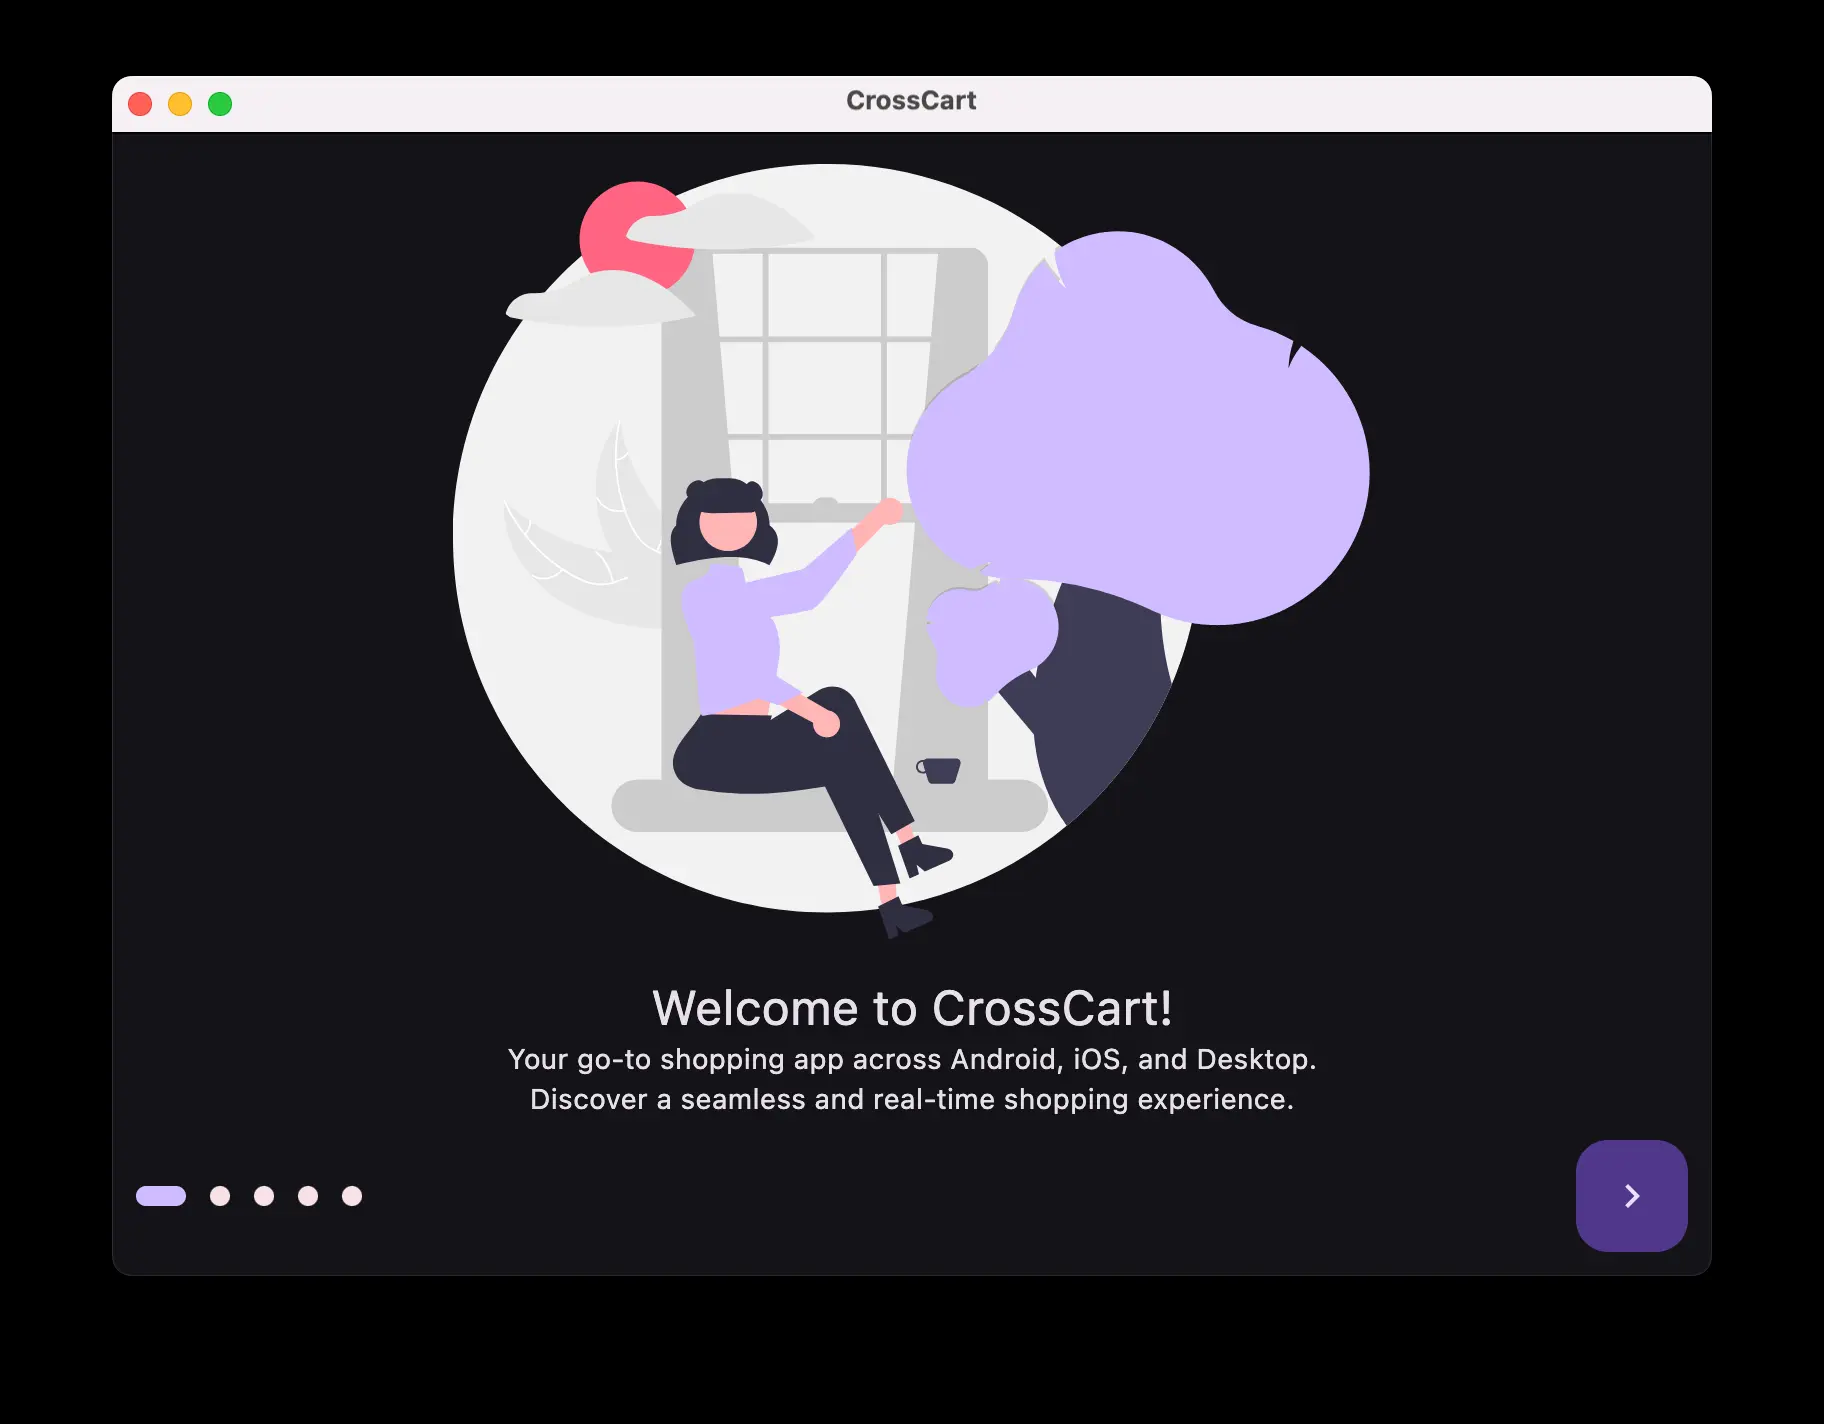 CrossCart
Welcome to CrossCart!
Your go-to shopping app across Android, iOS, and Desktop.
Discover a seamless and real-time shopping experience.